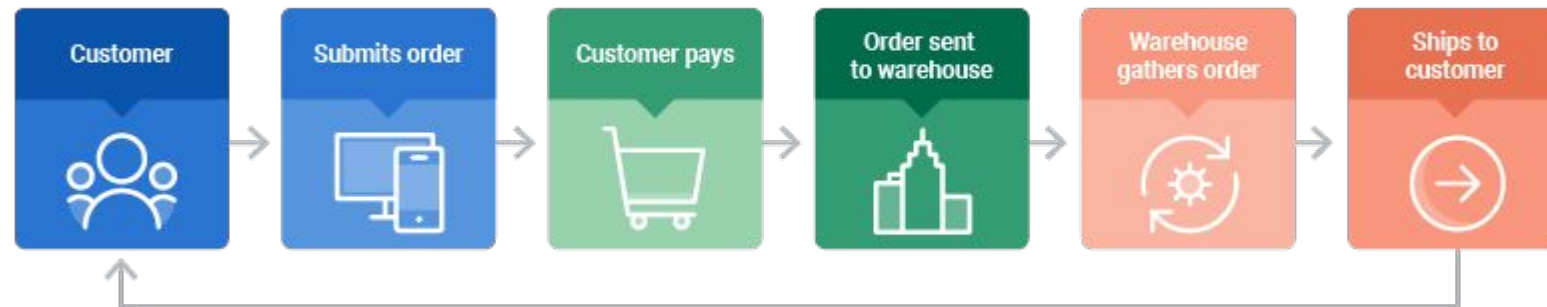 Customer
Submits order
Customer pays
Order sent
to warehouse
Warehouse
gathers order
Ships to
customer